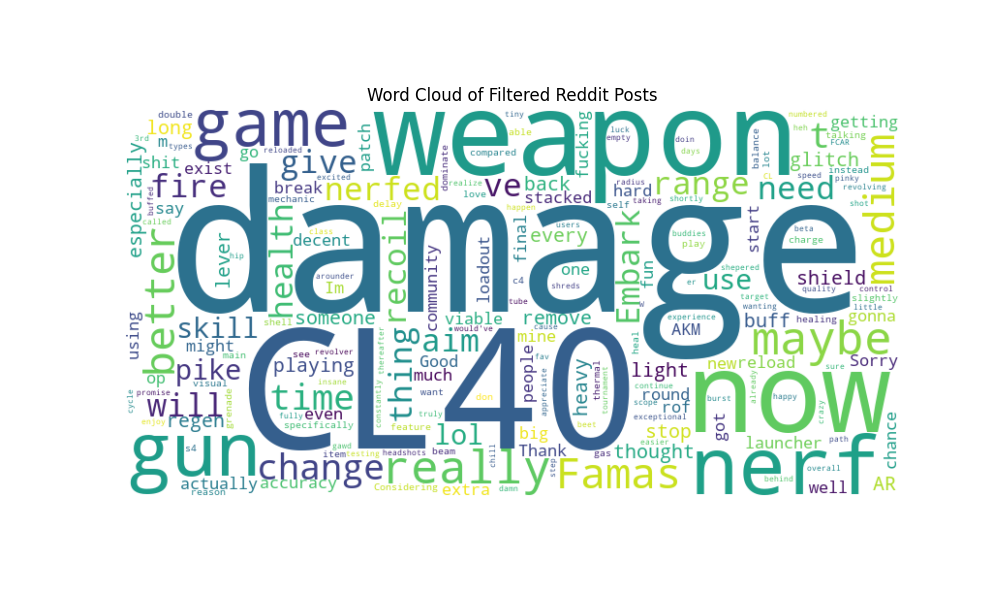 Word Cloud of Filtered Reddit Posts
damage
weapon
CL40
now
nerf
gun
game
really
maybe
change
Famas
better
medium
time
thing
recoil
health
Embark
nerfed
range
need
give
fire
ve
t
use
will
pike
skill
aim
lol
AKM
buff
shield
light
heavy
people
community
loadout
lever
decent
stacked
back
every
final
hard
start
glitch
getting
fucking
patch
long
m
go
exist
shit
say
especially
break
double
types
3rd
reloaded
excited
mechanic
delay
dominate
compared
tiny
able
luck
empty
doin
days
balance
lot
numbered
heh
talking
FCAR
instead
pinky
revolving
speed
CL
shot
shortly
taking
radius
self
love
realize
happen
users
buffed
called
hip
class
arounder
Im
someone
one
c4
tube
shreds
viable
remove
fun
buddies
play
er
shepered
beta
charge
target
wanting
quality
control
healing
little
slightly
gonna
experience
using
might
main
shell
op
visual
see
revolver
playing
insane
thereafter
constantly
would've
cause
Good
much
mine
fav
appreciate
want
don
truly
feature
heal
thermal
tournament
continue
scope
exceptional
round
rof
new
reload
already
burst
happy
crazy
sure
Sorry
cycle
promise
enjoy
regen
grenade
even
fully
specifically
beet
stop
got
launcher
path
chance
easier
thought
big
Thank
gas
step
chill
beam
headshots
gawd
item
testing
s4
actually
reason
accuracy
Considering
extra
damn
behind
overall
well
AR